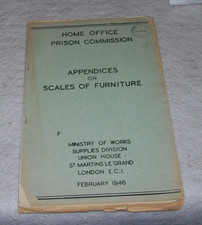 HOME OFFICE
PRISON COMMISSION
APPENDICES
ON
SCALES OF FURNITURE
MINISTRY OF WORKS
SUPPLIES DIVISION
UNION HOUSE
ST MARTINS LE GRAND
LONDON E.C.1.
FEBRUARY 1946